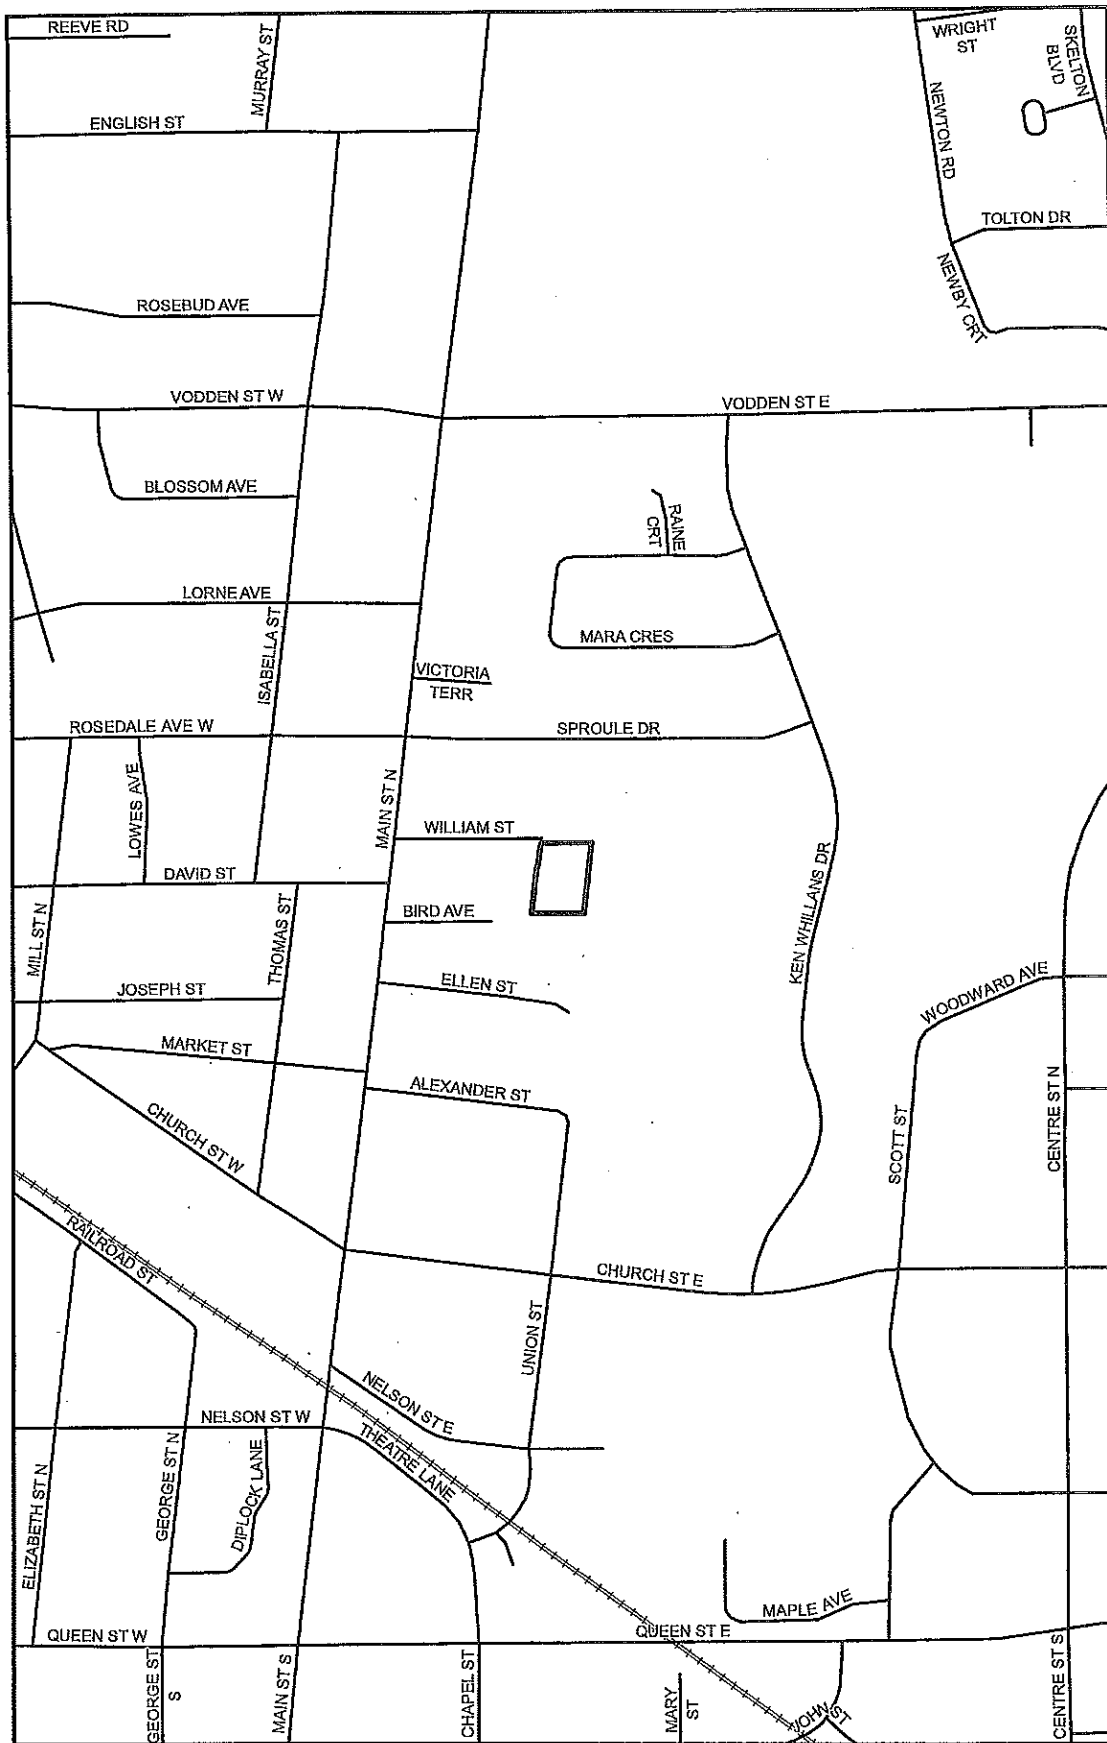 REEVE RD
MURRAY ST
WRIGHT
ST
SKELTON
BLVD
NEWTON RD
ENGLISH ST
TOLTON DR
NEWBY CRT
ROSEBUD AVE
VODDEN ST W
VODDEN ST E
BLOSSOM AVE
RAINE
CRT
LORNE AVE
ISABELLA ST
MARA CRES
VICTORIA
TERR
ROSEDALE AVE W
SPROULE DR
LOWES AVE
MAIN ST N
WILLIAM ST
DAVID ST
KEN WHILLANS DR
MILL ST N
THOMAS ST
BIRD AVE
JOSEPH ST
ELLEN ST
WOODWARD AVE
MARKET ST
ALEXANDER ST
CHURCH ST W
SCOTT ST
CENTRE ST N
RAILROAD ST
CHURCH ST E
UNION ST
NELSON ST E
NELSON ST W
THEATRE LANE
ELIZABETH ST N
GEORGE ST N
DIPLOCK LANE
MAPLE AVE
QUEEN ST W
QUEEN ST E
GEORGE ST
S
MAIN ST S
CHAPEL ST
MARY
ST
JOHN ST
CENTRE ST S